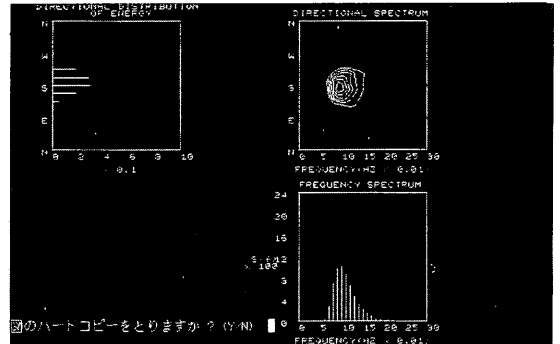 DIRECTIONAL DISTRIBUTION
OF ENERGY
N
W
S
E
N
0 2 4 6 8 10
× 0.1
DIRECTIONAL SPECTRUM
N
W
S
E
N
0 5 10 15 20 30
FREQUENCY(HZ × 0.01)
FREQUENCY SPECTRUM
24
20
16
12
8
4
0
× 100
0 5 10 15 20 30
FREQUENCY(HZ × 0.01)
図のハードコピーをとりますか ? (Y/N)